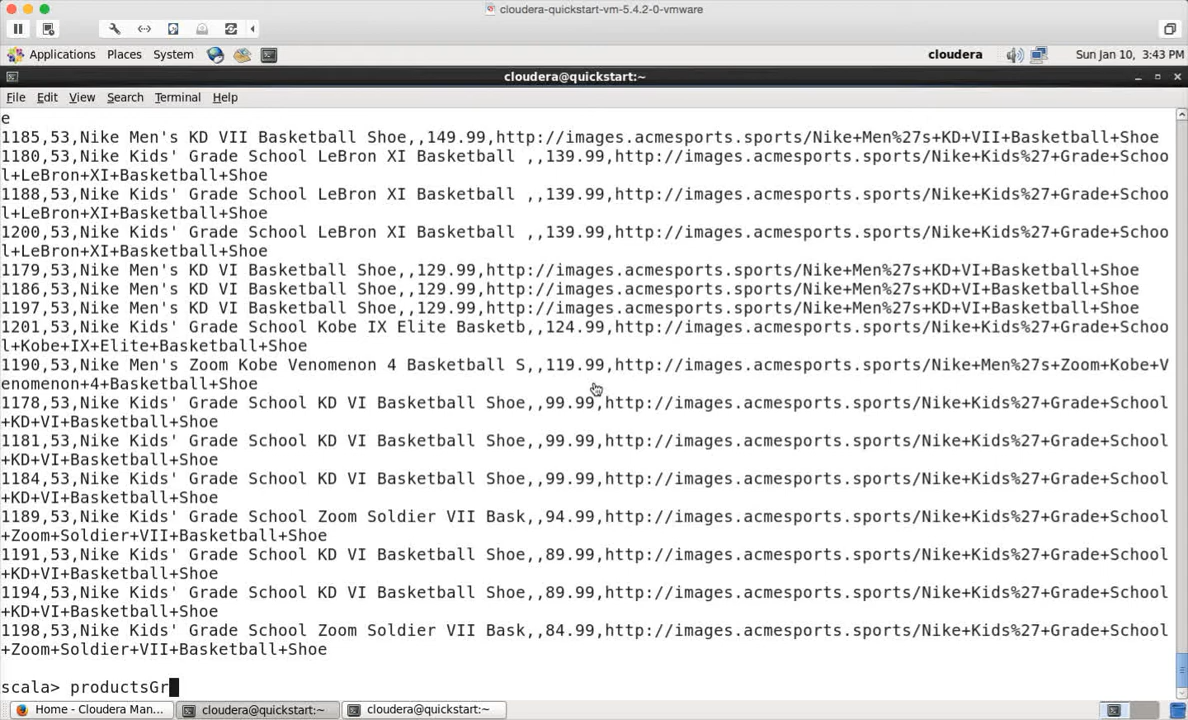 cloudera-quickstart-vm-5.4.2-0-vmware
Applications Places System cloudera Sun Jan 10, 3:43 PM
cloudera@quickstart:~
File Edit View Search Terminal Help
e
1185,53,Nike Men's KD VII Basketball Shoe,,149.99,http://images.acmesports.sports/Nike+Men%27s+KD+VII+Basketball+Shoe
1180,53,Nike Kids' Grade School LeBron XI Basketball ,,139.99,http://images.acmesports.sports/Nike+Kids%27+Grade+Schoo
l+LeBron+XI+Basketball+Shoe
1188,53,Nike Kids' Grade School LeBron XI Basketball ,,139.99,http://images.acmesports.sports/Nike+Kids%27+Grade+Schoo
l+LeBron+XI+Basketball+Shoe
1200,53,Nike Kids' Grade School LeBron XI Basketball ,,139.99,http://images.acmesports.sports/Nike+Kids%27+Grade+Schoo
l+LeBron+XI+Basketball+Shoe
1179,53,Nike Men's KD VI Basketball Shoe,,129.99,http://images.acmesports.sports/Nike+Men%27s+KD+VI+Basketball+Shoe
1186,53,Nike Men's KD VI Basketball Shoe,,129.99,http://images.acmesports.sports/Nike+Men%27s+KD+VI+Basketball+Shoe
1197,53,Nike Men's KD VI Basketball Shoe,,129.99,http://images.acmesports.sports/Nike+Men%27s+KD+VI+Basketball+Shoe
1201,53,Nike Kids' Grade School Kobe IX Elite Basketb,,124.99,http://images.acmesports.sports/Nike+Kids%27+Grade+Schoo
l+Kobe+IX+Elite+Basketball+Shoe
1190,53,Nike Men's Zoom Kobe Venomenon 4 Basketball S,,119.99,http://images.acmesports.sports/Nike+Men%27s+Zoom+Kobe+V
enomenon+4+Basketball+Shoe
1178,53,Nike Kids' Grade School KD VI Basketball Shoe,,99.99,http://images.acmesports.sports/Nike+Kids%27+Grade+School
+KD+VI+Basketball+Shoe
1181,53,Nike Kids' Grade School KD VI Basketball Shoe,,99.99,http://images.acmesports.sports/Nike+Kids%27+Grade+School
+KD+VI+Basketball+Shoe
1184,53,Nike Kids' Grade School KD VI Basketball Shoe,,99.99,http://images.acmesports.sports/Nike+Kids%27+Grade+School
+KD+VI+Basketball+Shoe
1189,53,Nike Kids' Grade School Zoom Soldier VII Bask,,94.99,http://images.acmesports.sports/Nike+Kids%27+Grade+School
+Zoom+Soldier+VII+Basketball+Shoe
1191,53,Nike Kids' Grade School KD VI Basketball Shoe,,89.99,http://images.acmesports.sports/Nike+Kids%27+Grade+School
+KD+VI+Basketball+Shoe
1194,53,Nike Kids' Grade School KD VI Basketball Shoe,,89.99,http://images.acmesports.sports/Nike+Kids%27+Grade+School
+KD+VI+Basketball+Shoe
1198,53,Nike Kids' Grade School Zoom Soldier VII Bask,,84.99,http://images.acmesports.sports/Nike+Kids%27+Grade+School
+Zoom+Soldier+VII+Basketball+Shoe
scala> productsGr
Home - Cloudera Man... cloudera@quickstart:~ cloudera@quickstart:~